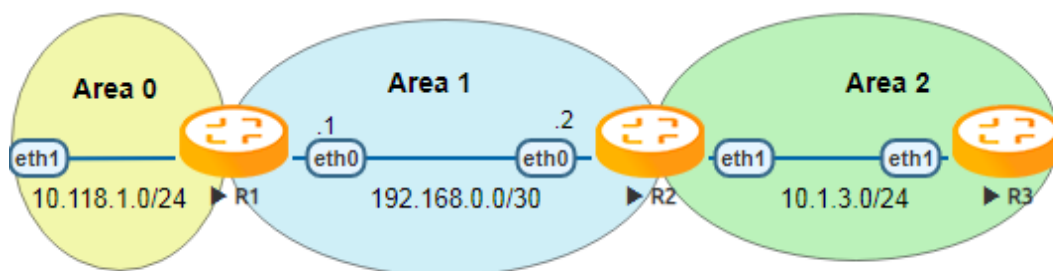 Area 0
Area 1
Area 2
.1
.2
eth1
eth0
eth0
eth1
eth1
10.118.1.0/24
R1
192.168.0.0/30
R2
10.1.3.0/24
R3